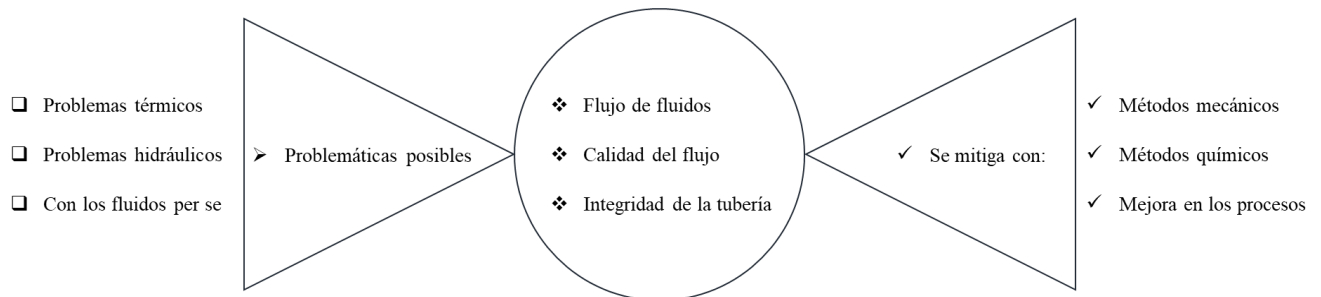 Problemas térmicos
Problemas hidráulicos
Con los fluidos per se
Problemáticas posibles
Flujo de fluidos
Calidad del flujo
Integridad de la tubería
Se mitiga con:
Métodos mecánicos
Métodos químicos
Mejora en los procesos